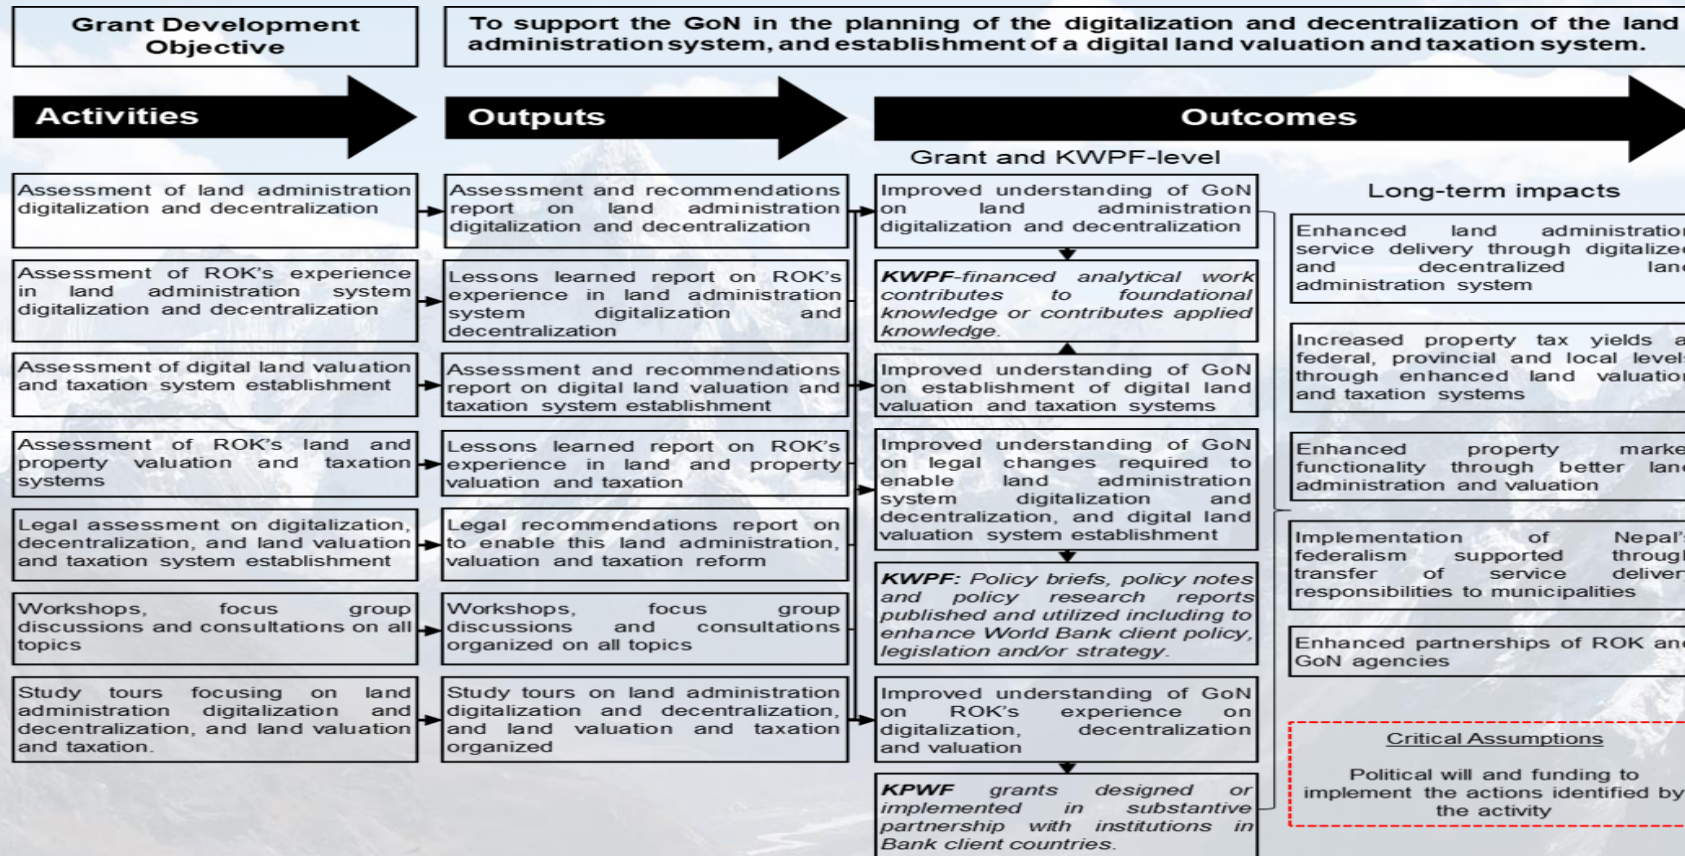 Grant Development
Objective
To support the GoN in the planning of the digitalization and decentralization of the land
administration system, and establishment of a digital land valuation and taxation system.
Activities
Outputs
Outcomes
Grant and KWPF-level
Long-term impacts
Assessment of land administration
digitalization and decentralization
Assessment of ROK's experience
in land administration system
digitalization and decentralization
Assessment of digital land valuation
and taxation system establishment
Assessment of ROK's land and
property valuation and taxation
systems
Legal assessment on digitalization,
decentralization, and land valuation
and taxation system establishment
Workshops, focus group
discussions and consultations on all
topics
Study tours focusing on land
administration digitalization and
decentralization, and land valuation
and taxation.
Assessment and recommendations
report on land administration
digitalization and decentralization
Lessons learned report on ROK's
experience in land administration
system digitalization and
decentralization
Assessment and recommendations
report on digital land valuation and
taxation system establishment
Lessons learned report on ROK's
experience in land and property
valuation and taxation
Legal recommendations report on
to enable this land administration,
valuation and taxation reform
Workshops, focus group
discussions and consultations
organized on all topics
Study tours on land administration
digitalization and decentralization,
and land valuation and taxation
organized
Improved understanding of GoN
on land administration
digitalization and decentralization
KWPF-financed analytical work
contributes to foundational
knowledge or contributes applied
knowledge.
Improved understanding of GoN
on establishment of digital land
valuation and taxation systems
Improved understanding of GoN
on legal changes required to
enable land administration
system digitalization and
decentralization, and digital land
valuation system establishment
KWPF: Policy briefs, policy notes
and policy research reports
published and utilized including to
enhance World Bank client policy,
legislation and/or strategy.
Improved understanding of GoN
on ROK's experience on
digitalization, decentralization
and valuation
KPWF grants designed or
implemented in substantive
partnership with institutions in
Bank client countries.
Enhanced land administration
service delivery through digitalized
and decentralized land
administration system
Increased property tax yields a
federal, provincial and local levels
through enhanced land valuation
and taxation systems
Enhanced property marke
functionality through better land
administration and valuation
Implementation of Nepal's
federalism supported through
transfer of service deliver
responsibilities to municipalities
Enhanced partnerships of ROK and
GoN agencies
Critical Assumptions
Political will and funding to
implement the actions identified by
the activity